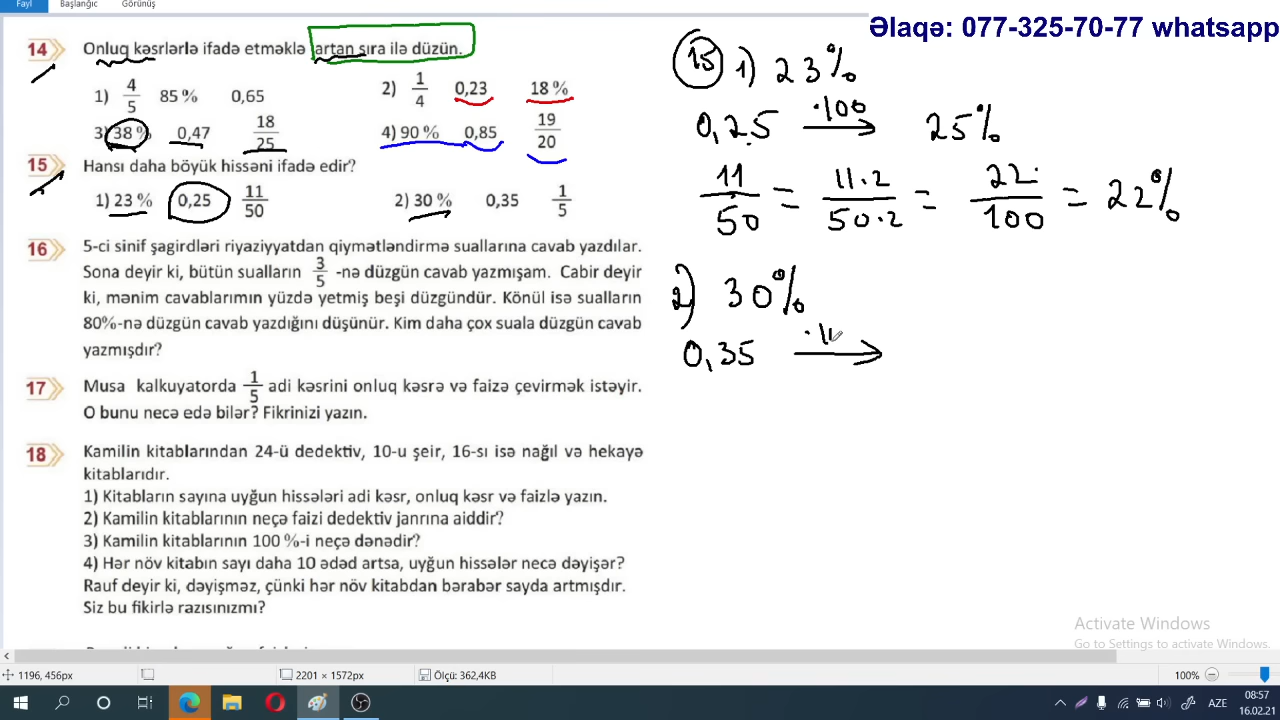 Fayl Başlanğıc Görünüş
Əlaqə: 077-325-70-77 whatsapp
14 Onluq kəsrlərlə ifadə etməklə artan sıra ilə düzün.
1) 4/5 85 % 0,65 2) 1/4 0,23 18 %
3) 38 % 0,47 18/25 4) 90 % 0,85 19/20
15 Hansı daha böyük hissəni ifadə edir?
1) 23 % 0,25 11/50 2) 30 % 0,35 1/5
16 5-ci sinif şagirdləri riyaziyyatdan qiymətləndirmə suallarına cavab yazdılar.
Sona deyir ki, bütün sualların 3/5 -nə düzgün cavab yazmışam. Cabir deyir
ki, mənim cavablarımın yüzdə yetmiş beşi düzgündür. Könül isə sualların
80%-nə düzgün cavab yazdığını düşünür. Kim daha çox suala düzgün cavab
yazmışdır?
17 Musa kalkuyatorda 1/5 adi kəsrini onluq kəsrə və faizə çevirmək istəyir.
O bunu necə edə bilər? Fikrinizi yazın.
18 Kamilin kitablarından 24-ü dedektiv, 10-u şeir, 16-sı isə nağıl və hekayə
kitablarıdır.
1) Kitabların sayına uyğun hissələri adi kəsr, onluq kəsr və faizlə yazın.
2) Kamilin kitablarının neçə faizi dedektiv janrına aiddir?
3) Kamilin kitablarının 100 %-i neçə dənədir?
4) Hər növ kitabın sayı daha 10 ədəd artsa, uyğun hissələr necə dəyişər?
Rauf deyir ki, dəyişməz, çünki hər növ kitabdan bərabər sayda artmışdır.
Siz bu fikirlə razısınızmı?
15 1) 23%
0,25 ·100 → 25%
11/50 = 11·2/50·2 = 22/100 = 22%
2) 30%
0,35 →
Activate Windows
Go to Settings to activate Windows.
1196, 456px 2201 × 1572px Ölçü: 362,4KB 100%
AZE 08:57
16.02.21